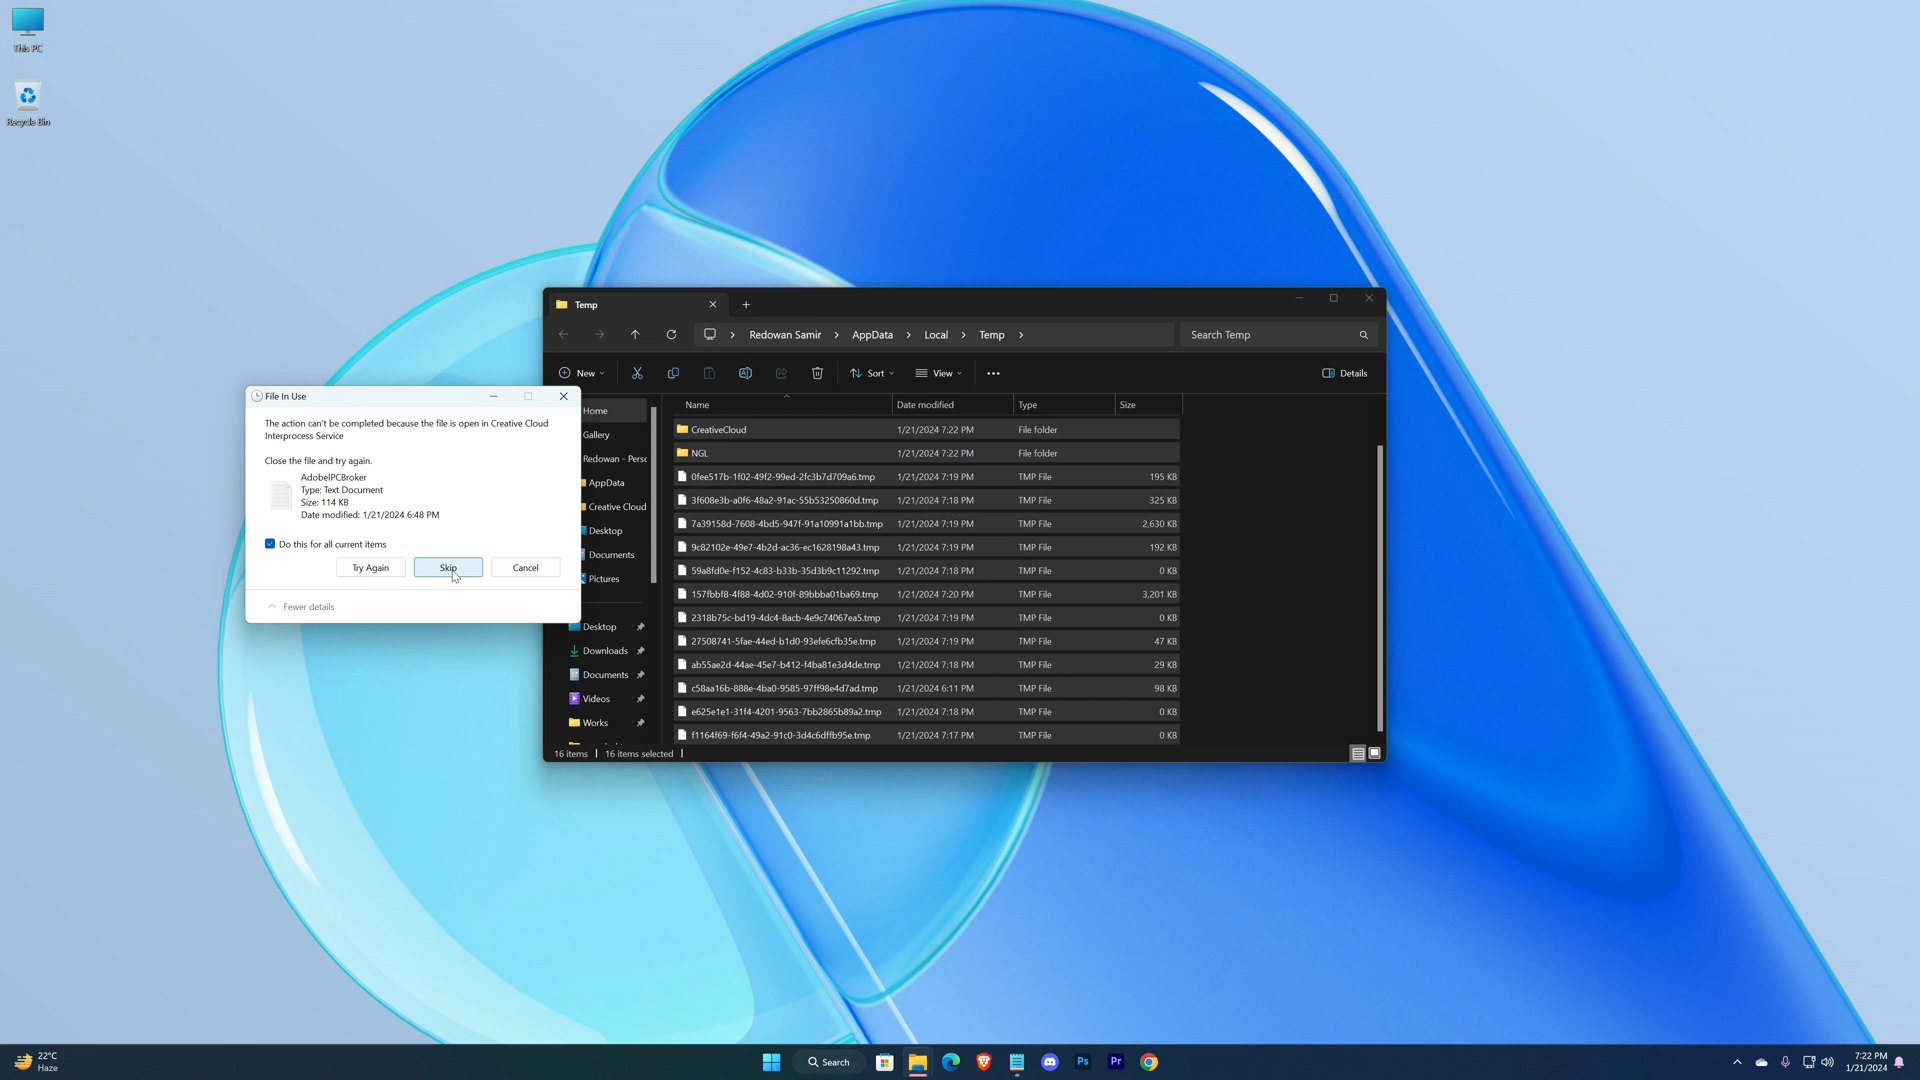 This PC
Recycle Bin
Temp
Redowan Samir
AppData
Local
Temp
Search Temp
New
Sort
View
Details
File In Use
The action can't be completed because the file is open in Creative Cloud
Interprocess Service
Close the file and try again.
AdobeIPCBroker
Type: Text Document
Size: 114 KB
Date modified: 1/21/2024 6:48 PM
Do this for all current items
Try Again
Skip
Cancel
Fewer details
Home
Gallery
Redowan - Perso
AppData
Creative Cloud
Desktop
Documents
Pictures
Desktop
Downloads
Documents
Videos
Works
Name Date modified Type Size
CreativeCloud 1/21/2024 7:22 PM File folder
NGL 1/21/2024 7:22 PM File folder
0fee517b-1f02-49f2-99ed-2fc3b7d709a6.tmp 1/21/2024 7:19 PM TMP File 195 KB
3f608e3b-a0f6-48a2-91ac-55b53250860d.tmp 1/21/2024 7:18 PM TMP File 325 KB
7a39158d-7608-4bd5-947f-91a10991a1bb.tmp 1/21/2024 7:19 PM TMP File 2,630 KB
9c82102e-49e7-4b2d-ac36-ec1628198a43.tmp 1/21/2024 7:19 PM TMP File 192 KB
59a8fd0e-f152-4c83-b33b-35d3b9c11292.tmp 1/21/2024 7:18 PM TMP File 0 KB
157fbbf8-4f88-4d02-910f-89bbba01ba69.tmp 1/21/2024 7:20 PM TMP File 3,201 KB
2318b75c-bd19-4dc4-8acb-4e9c74067ea5.tmp 1/21/2024 7:19 PM TMP File 0 KB
27508741-5fae-44ed-b1d0-93efe6cfb35e.tmp 1/21/2024 7:19 PM TMP File 47 KB
ab55ae2d-44ae-45e7-b412-f4ba81e3d4de.tmp 1/21/2024 7:18 PM TMP File 29 KB
c58aa16b-888e-4ba0-9585-97ff98e4d7ad.tmp 1/21/2024 6:11 PM TMP File 98 KB
e625e1e1-31f4-4201-9563-7bb2865b89a2.tmp 1/21/2024 7:18 PM TMP File 0 KB
f1164f69-f6f4-49a2-91c0-3d4c6dffb95e.tmp 1/21/2024 7:17 PM TMP File 0 KB
16 items 16 items selected
22°C
Haze
Search
Ps
Pr
7:22 PM
1/21/2024